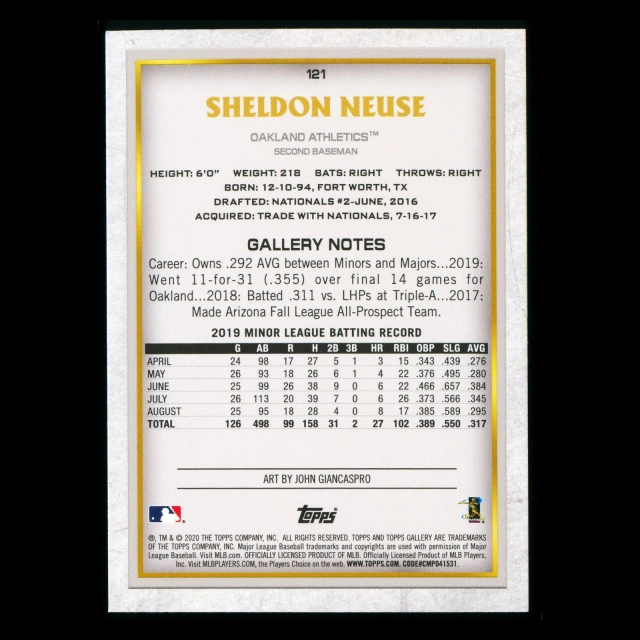 121
SHELDON NEUSE
OAKLAND ATHLETICS™
SECOND BASEMAN
HEIGHT: 6'0" WEIGHT: 218 BATS: RIGHT THROWS: RIGHT
BORN: 12-10-94, FORT WORTH, TX
DRAFTED: NATIONALS #2-JUNE, 2016
ACQUIRED: TRADE WITH NATIONALS, 7-16-17
GALLERY NOTES
Career: Owns .292 AVG between Minors and Majors...2019:
Went 11-for-31 (.355) over final 14 games for
Oakland...2018: Batted .311 vs. LHPs at Triple-A...2017:
Made Arizona Fall League All-Prospect Team.
2019 MINOR LEAGUE BATTING RECORD
G AB R H 2B 3B HR RBI OBP SLG AVG
APRIL 24 98 17 27 5 1 3 15 .343 .439 .276
MAY 26 93 18 26 6 1 4 22 .376 .495 .280
JUNE 25 99 26 38 9 0 6 22 .466 .657 .384
JULY 26 113 20 39 7 0 6 26 .373 .566 .345
AUGUST 25 95 18 28 4 0 8 17 .385 .589 .295
TOTAL 126 498 99 158 31 2 27 102 .389 .550 .317
ART BY JOHN GIANCASPRO
Topps
®, TM & © 2020 THE TOPPS COMPANY, INC. ALL RIGHTS RESERVED. TOPPS AND TOPPS GALLERY ARE TRADEMARKS
OF THE TOPPS COMPANY, INC. Major League Baseball trademarks and copyrights are used with permission of Major
League Baseball. Visit MLB.com. OFFICIALLY LICENSED PRODUCT OF MLB. Officially Licensed Product of MLB Players,
Inc. Visit MLBPLAYERS.com, the Players Choice on the web. WWW.TOPPS.COM. CODE#CMP041531.